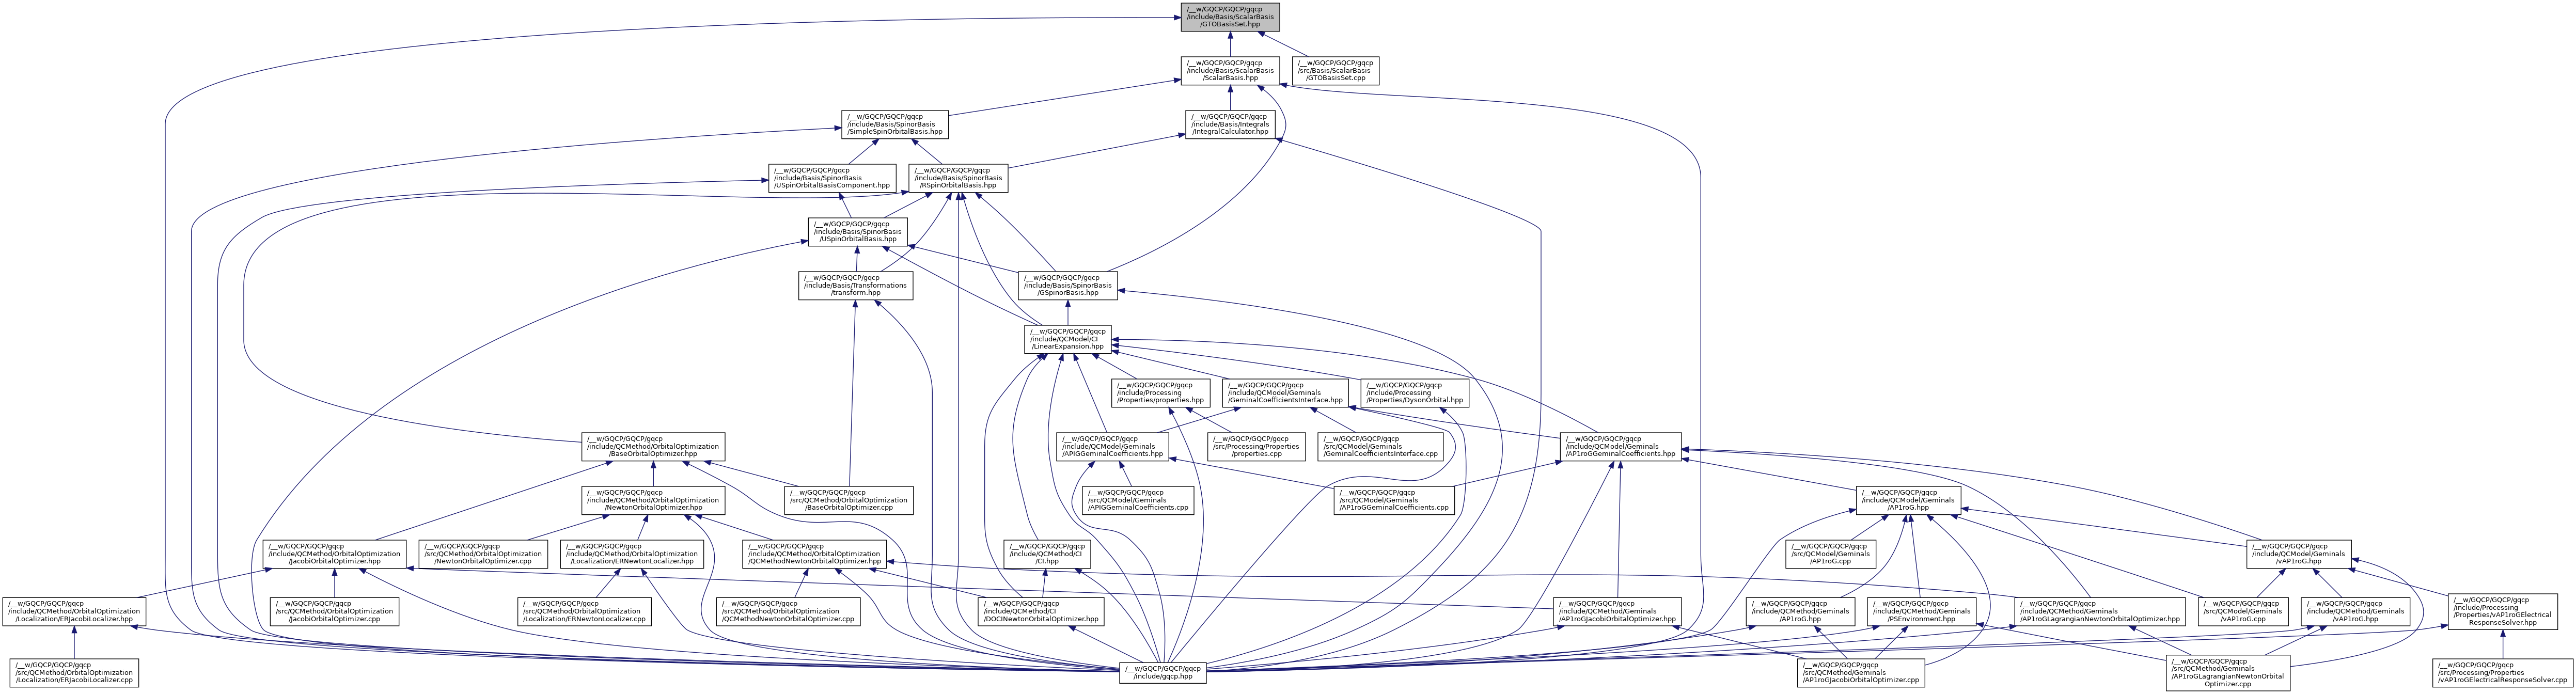 /__w/GQCP/GQCP/gqcp
/include/Basis/ScalarBasis
/GTOBasisSet.hpp
/__w/GQCP/GQCP/gqcp
/include/Basis/ScalarBasis
/ScalarBasis.hpp
/__w/GQCP/GQCP/gqcp
/src/Basis/ScalarBasis
/GTOBasisSet.cpp
/__w/GQCP/GQCP/gqcp
/include/Basis/SpinorBasis
/SimpleSpinOrbitalBasis.hpp
/__w/GQCP/GQCP/gqcp
/include/Basis/Integrals
/IntegralCalculator.hpp
/__w/GQCP/GQCP/gqcp
/include/Basis/SpinorBasis
/USpinOrbitalBasisComponent.hpp
/__w/GQCP/GQCP/gqcp
/include/Basis/SpinorBasis
/RSpinOrbitalBasis.hpp
/__w/GQCP/GQCP/gqcp
/include/Basis/SpinorBasis
/USpinOrbitalBasis.hpp
/__w/GQCP/GQCP/gqcp
/include/Basis/Transformations
/transform.hpp
/__w/GQCP/GQCP/gqcp
/include/Basis/SpinorBasis
/GSpinorBasis.hpp
/__w/GQCP/GQCP/gqcp
/include/QCModel/CI
/LinearExpansion.hpp
/__w/GQCP/GQCP/gqcp
/include/Processing
/Properties/properties.hpp
/__w/GQCP/GQCP/gqcp
/include/QCModel/Geminals
/GeminalCoefficientsInterface.hpp
/__w/GQCP/GQCP/gqcp
/include/Processing
/Properties/DysonOrbital.hpp
/__w/GQCP/GQCP/gqcp
/include/QCMethod/OrbitalOptimization
/BaseOrbitalOptimizer.hpp
/__w/GQCP/GQCP/gqcp
/include/QCModel/Geminals
/APIGGeminalCoefficients.hpp
/__w/GQCP/GQCP/gqcp
/src/Processing/Properties
/properties.cpp
/__w/GQCP/GQCP/gqcp
/src/QCModel/Geminals
/GeminalCoefficientsInterface.cpp
/__w/GQCP/GQCP/gqcp
/include/QCModel/Geminals
/AP1roGGeminalCoefficients.hpp
/__w/GQCP/GQCP/gqcp
/include/QCMethod/OrbitalOptimization
/NewtonOrbitalOptimizer.hpp
/__w/GQCP/GQCP/gqcp
/src/QCMethod/OrbitalOptimization
/BaseOrbitalOptimizer.cpp
/__w/GQCP/GQCP/gqcp
/src/QCModel/Geminals
/APIGGeminalCoefficients.cpp
/__w/GQCP/GQCP/gqcp
/src/QCModel/Geminals
/AP1roGGeminalCoefficients.cpp
/__w/GQCP/GQCP/gqcp
/include/QCModel/Geminals
/AP1roG.hpp
/__w/GQCP/GQCP/gqcp
/include/QCMethod/OrbitalOptimization
/JacobiOrbitalOptimizer.hpp
/__w/GQCP/GQCP/gqcp
/src/QCMethod/OrbitalOptimization
/NewtonOrbitalOptimizer.cpp
/__w/GQCP/GQCP/gqcp
/include/QCMethod/OrbitalOptimization
/Localization/ERNewtonLocalizer.hpp
/__w/GQCP/GQCP/gqcp
/include/QCMethod/OrbitalOptimization
/QCMethodNewtonOrbitalOptimizer.hpp
/__w/GQCP/GQCP/gqcp
/include/QCMethod/CI
/CI.hpp
/__w/GQCP/GQCP/gqcp
/src/QCModel/Geminals
/AP1roG.cpp
/__w/GQCP/GQCP/gqcp
/include/QCModel/Geminals
/vAP1roG.hpp
/__w/GQCP/GQCP/gqcp
/include/QCMethod/OrbitalOptimization
/Localization/ERJacobiLocalizer.hpp
/__w/GQCP/GQCP/gqcp
/src/QCMethod/OrbitalOptimization
/JacobiOrbitalOptimizer.cpp
/__w/GQCP/GQCP/gqcp
/src/QCMethod/OrbitalOptimization
/Localization/ERNewtonLocalizer.cpp
/__w/GQCP/GQCP/gqcp
/src/QCMethod/OrbitalOptimization
/QCMethodNewtonOrbitalOptimizer.cpp
/__w/GQCP/GQCP/gqcp
/include/QCMethod/CI
/DOCINewtonOrbitalOptimizer.hpp
/__w/GQCP/GQCP/gqcp
/include/QCMethod/Geminals
/AP1roGJacobiOrbitalOptimizer.hpp
/__w/GQCP/GQCP/gqcp
/include/QCMethod/Geminals
/AP1roG.hpp
/__w/GQCP/GQCP/gqcp
/include/QCMethod/Geminals
/PSEnvironment.hpp
/__w/GQCP/GQCP/gqcp
/include/QCMethod/Geminals
/AP1roGLagrangianNewtonOrbitalOptimizer.hpp
/__w/GQCP/GQCP/gqcp
/src/QCModel/Geminals
/vAP1roG.cpp
/__w/GQCP/GQCP/gqcp
/include/QCMethod/Geminals
/vAP1roG.hpp
/__w/GQCP/GQCP/gqcp
/include/Processing
/Properties/vAP1roGElectrical
ResponseSolver.hpp
/__w/GQCP/GQCP/gqcp
/src/QCMethod/OrbitalOptimization
/Localization/ERJacobiLocalizer.cpp
/__w/GQCP/GQCP/gqcp
/include/gqcp.hpp
/__w/GQCP/GQCP/gqcp
/src/QCMethod/Geminals
/AP1roGJacobiOrbitalOptimizer.cpp
/__w/GQCP/GQCP/gqcp
/src/QCMethod/Geminals
/AP1roGLagrangianNewtonOrbital
Optimizer.cpp
/__w/GQCP/GQCP/gqcp
/src/Processing/Properties
/vAP1roGElectricalResponseSolver.cpp